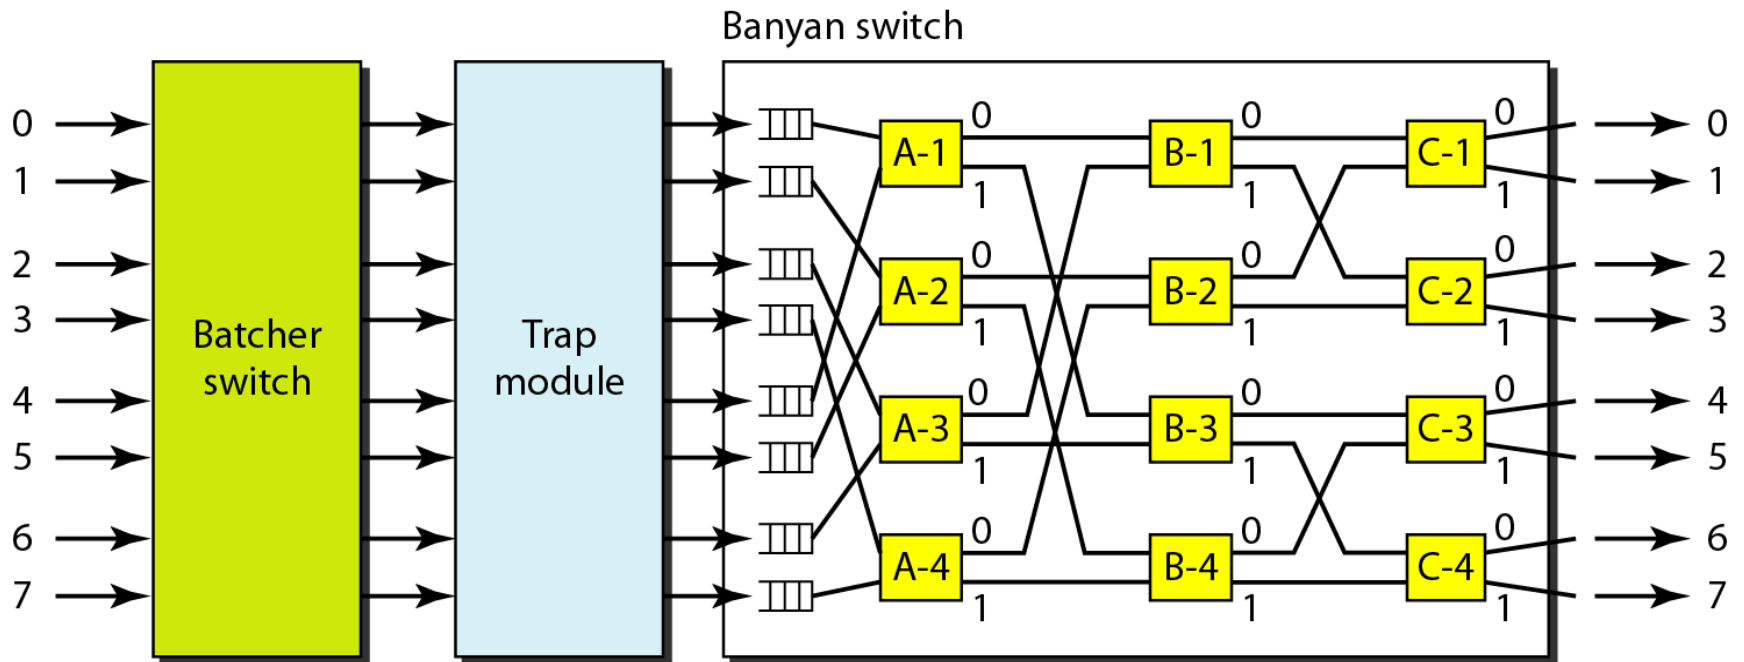 Banyan switch
0 A-1 0 B-1 0 C-1 0 0
1 1 1 1 1
2 A-2 0 B-2 0 C-2 0 2
3 1 1 1 3
Batcher switch
Trap module
4 A-3 0 B-3 0 C-3 0 4
5 1 1 1 5
6 A-4 0 B-4 0 C-4 0 6
7 1 1 1 7